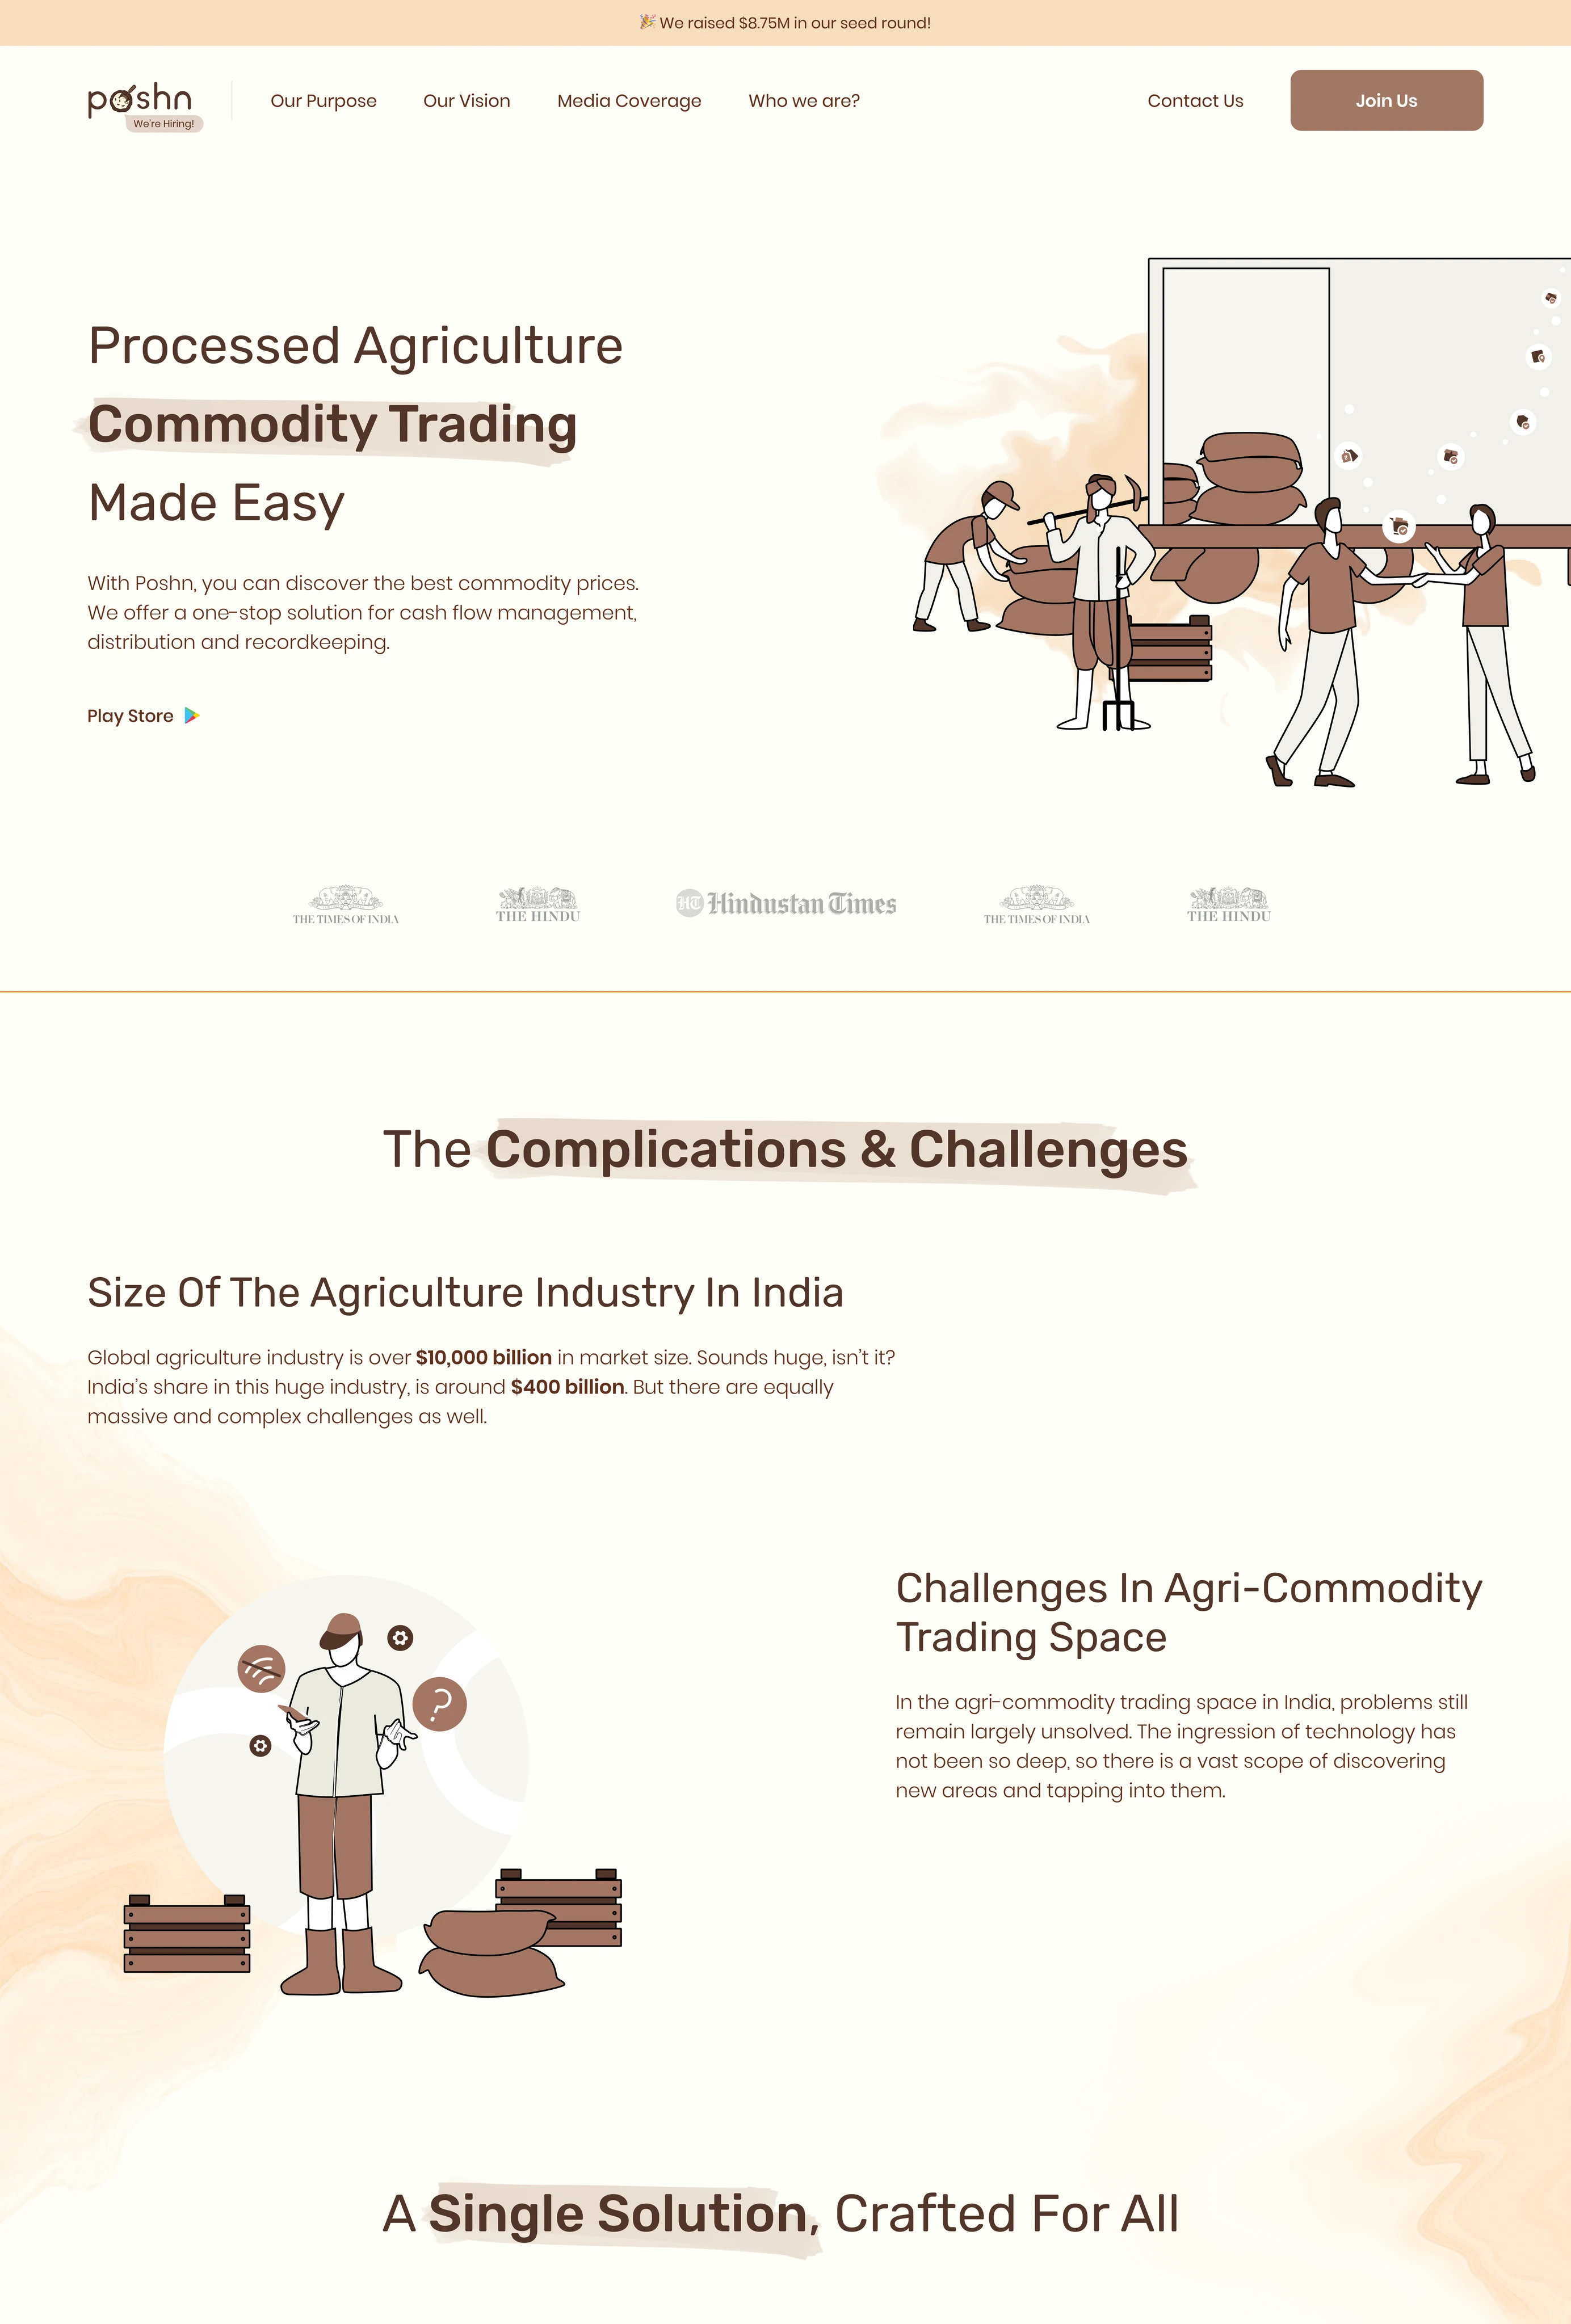 🎉 We raised $8.75M in our seed round!
poshn
We're Hiring!
Our Purpose
Our Vision
Media Coverage
Who we are?
Contact Us
Join Us
Processed Agriculture
Commodity Trading
Made Easy
With Poshn, you can discover the best commodity prices.
We offer a one-stop solution for cash flow management,
distribution and recordkeeping.
Play Store
THE TIMES OF INDIA
THE HINDU
HT Hindustan Times
THE TIMES OF INDIA
THE HINDU
The Complications & Challenges
Size Of The Agriculture Industry In India
Global agriculture industry is over $10,000 billion in market size. Sounds huge, isn't it?
India's share in this huge industry, is around $400 billion. But there are equally
massive and complex challenges as well.
?
Challenges In Agri-Commodity
Trading Space
In the agri-commodity trading space in India, problems still
remain largely unsolved. The ingression of technology has
not been so deep, so there is a vast scope of discovering
new areas and tapping into them.
A Single Solution, Crafted For All